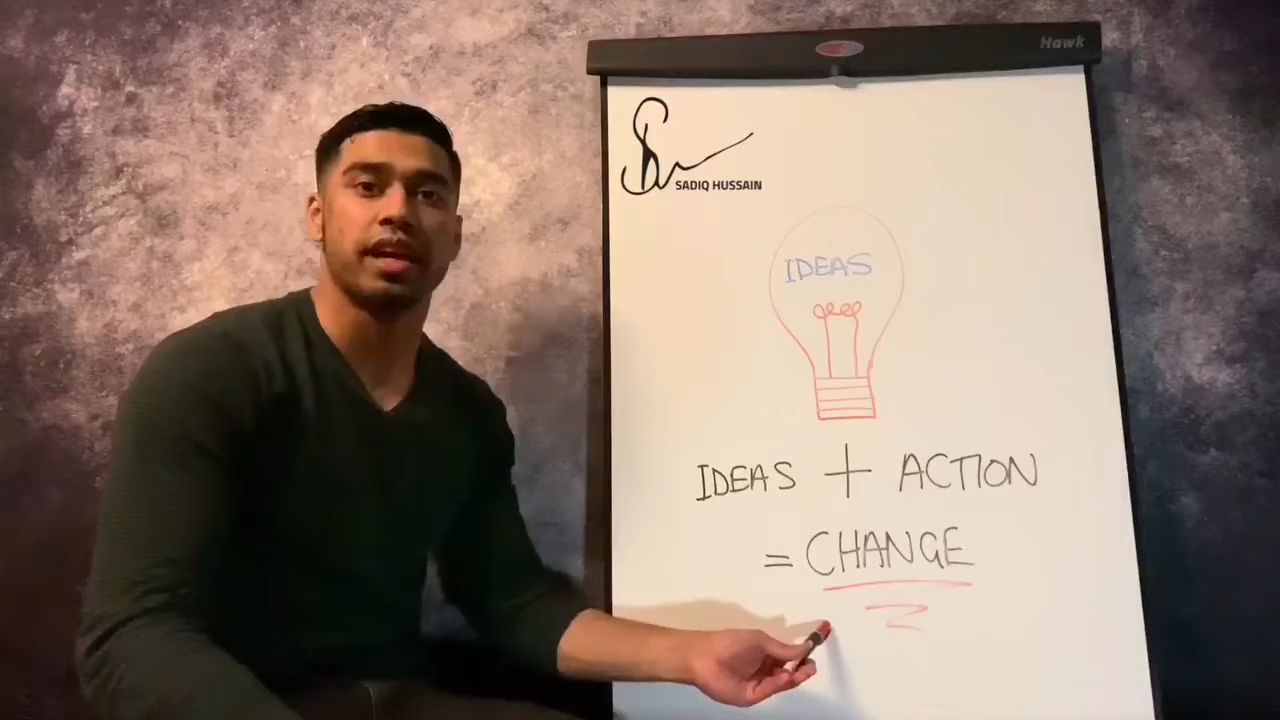 Hawk
SADIQ HUSSAIN
IDEAS
IDEAS + ACTION
= CHANGE